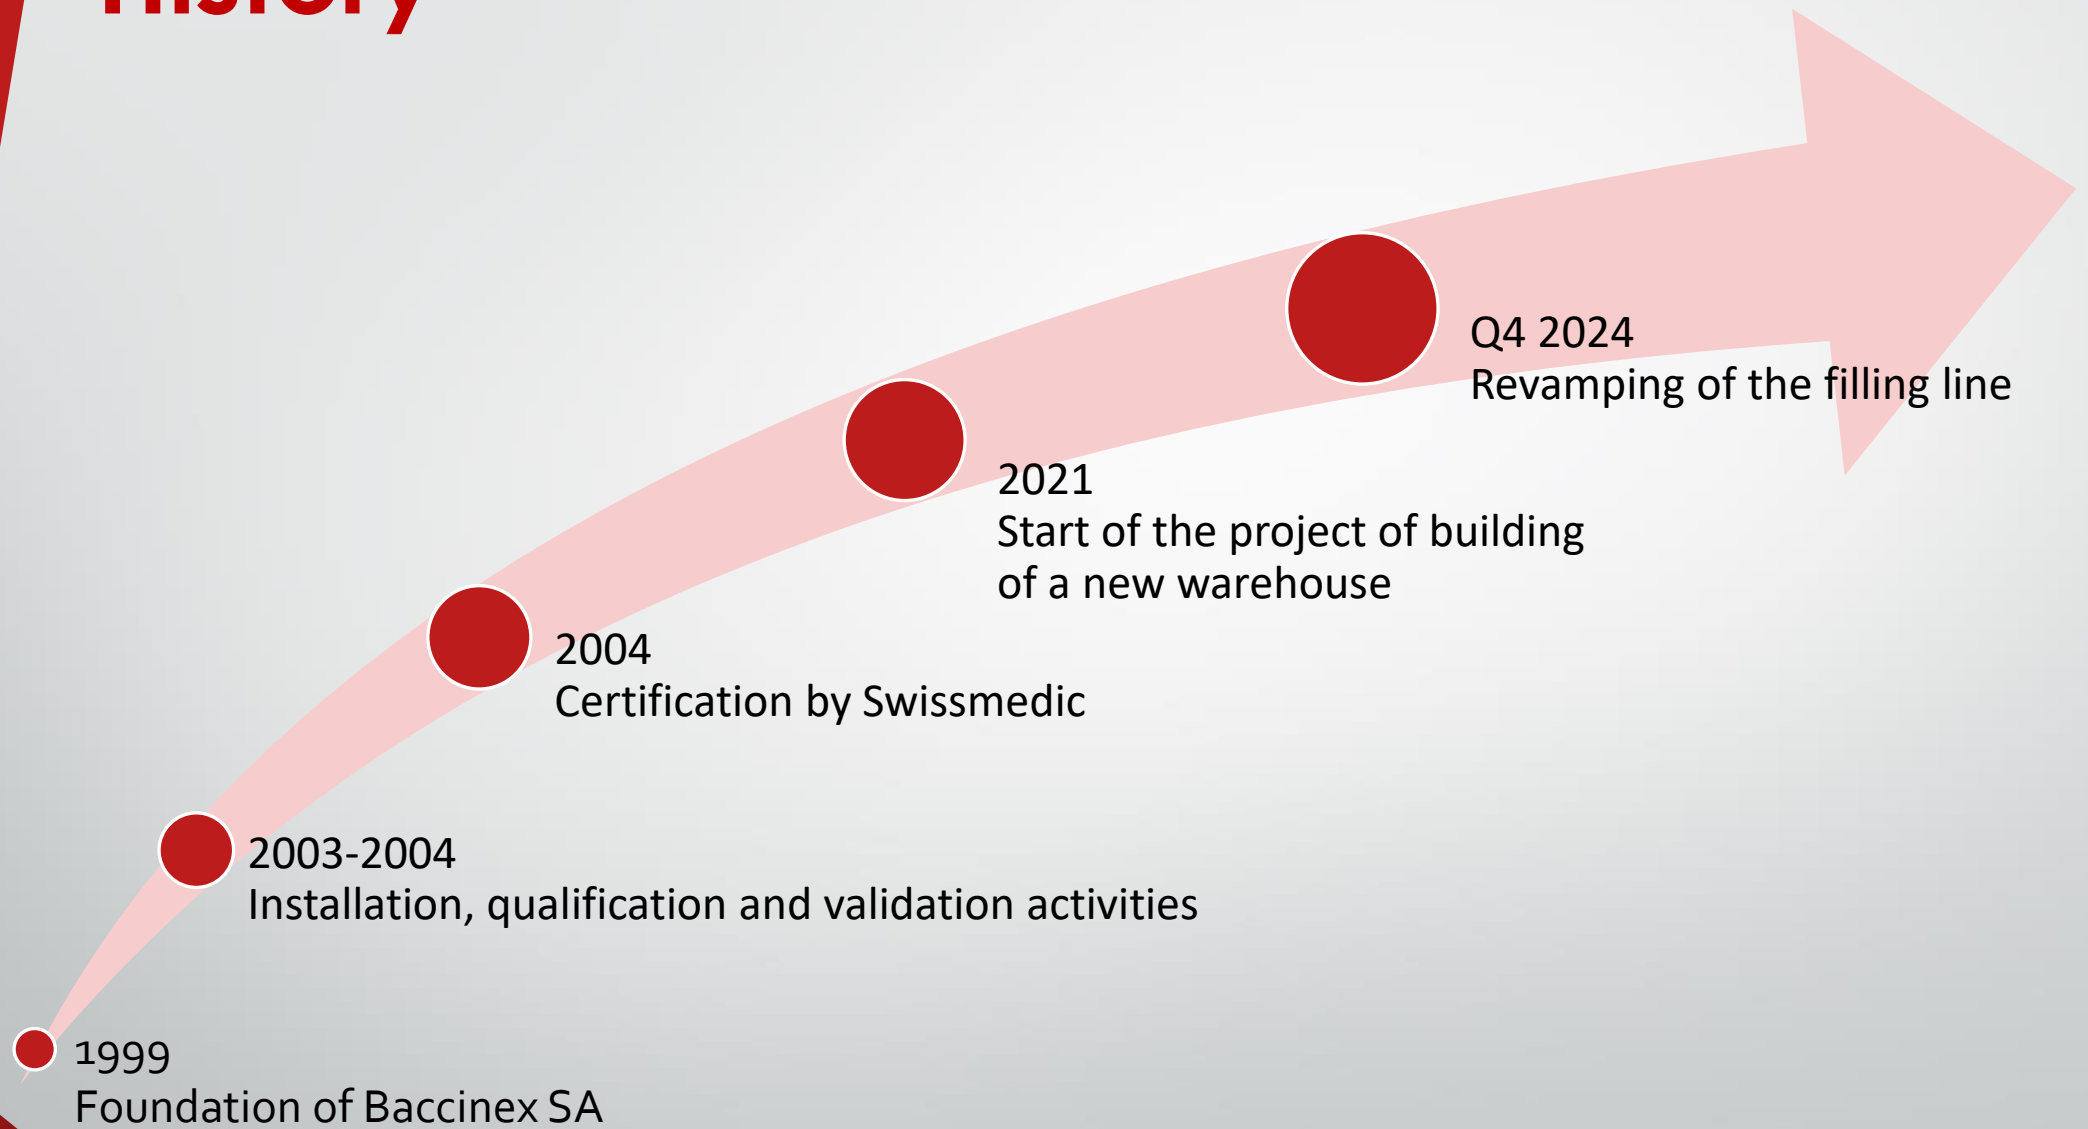 History
Q4 2024
Revamping of the filling line
2021
Start of the project of building
of a new warehouse
2004
Certification by Swissmedic
2003-2004
Installation, qualification and validation activities
1999
Foundation of Baccinex SA